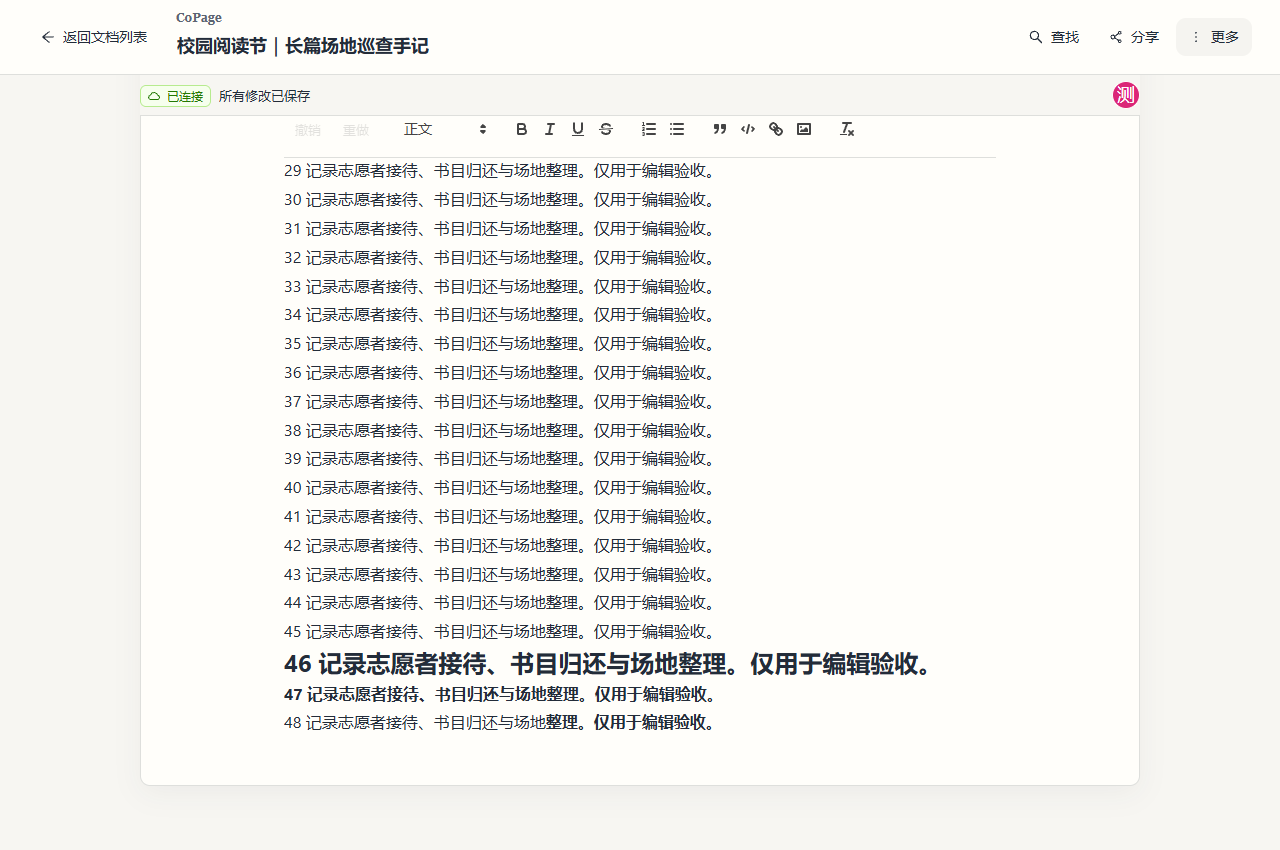 CoPage
返回文档列表
校园阅读节｜长篇场地巡查手记
查找
分享
更多
已连接
所有修改已保存
测
撤销
重做
正文
29 记录志愿者接待、书目归还与场地整理。仅用于编辑验收。
30 记录志愿者接待、书目归还与场地整理。仅用于编辑验收。
31 记录志愿者接待、书目归还与场地整理。仅用于编辑验收。
32 记录志愿者接待、书目归还与场地整理。仅用于编辑验收。
33 记录志愿者接待、书目归还与场地整理。仅用于编辑验收。
34 记录志愿者接待、书目归还与场地整理。仅用于编辑验收。
35 记录志愿者接待、书目归还与场地整理。仅用于编辑验收。
36 记录志愿者接待、书目归还与场地整理。仅用于编辑验收。
37 记录志愿者接待、书目归还与场地整理。仅用于编辑验收。
38 记录志愿者接待、书目归还与场地整理。仅用于编辑验收。
39 记录志愿者接待、书目归还与场地整理。仅用于编辑验收。
40 记录志愿者接待、书目归还与场地整理。仅用于编辑验收。
41 记录志愿者接待、书目归还与场地整理。仅用于编辑验收。
42 记录志愿者接待、书目归还与场地整理。仅用于编辑验收。
43 记录志愿者接待、书目归还与场地整理。仅用于编辑验收。
44 记录志愿者接待、书目归还与场地整理。仅用于编辑验收。
45 记录志愿者接待、书目归还与场地整理。仅用于编辑验收。
46 记录志愿者接待、书目归还与场地整理。仅用于编辑验收。
47 记录志愿者接待、书目归还与场地整理。仅用于编辑验收。
48 记录志愿者接待、书目归还与场地整理。仅用于编辑验收。